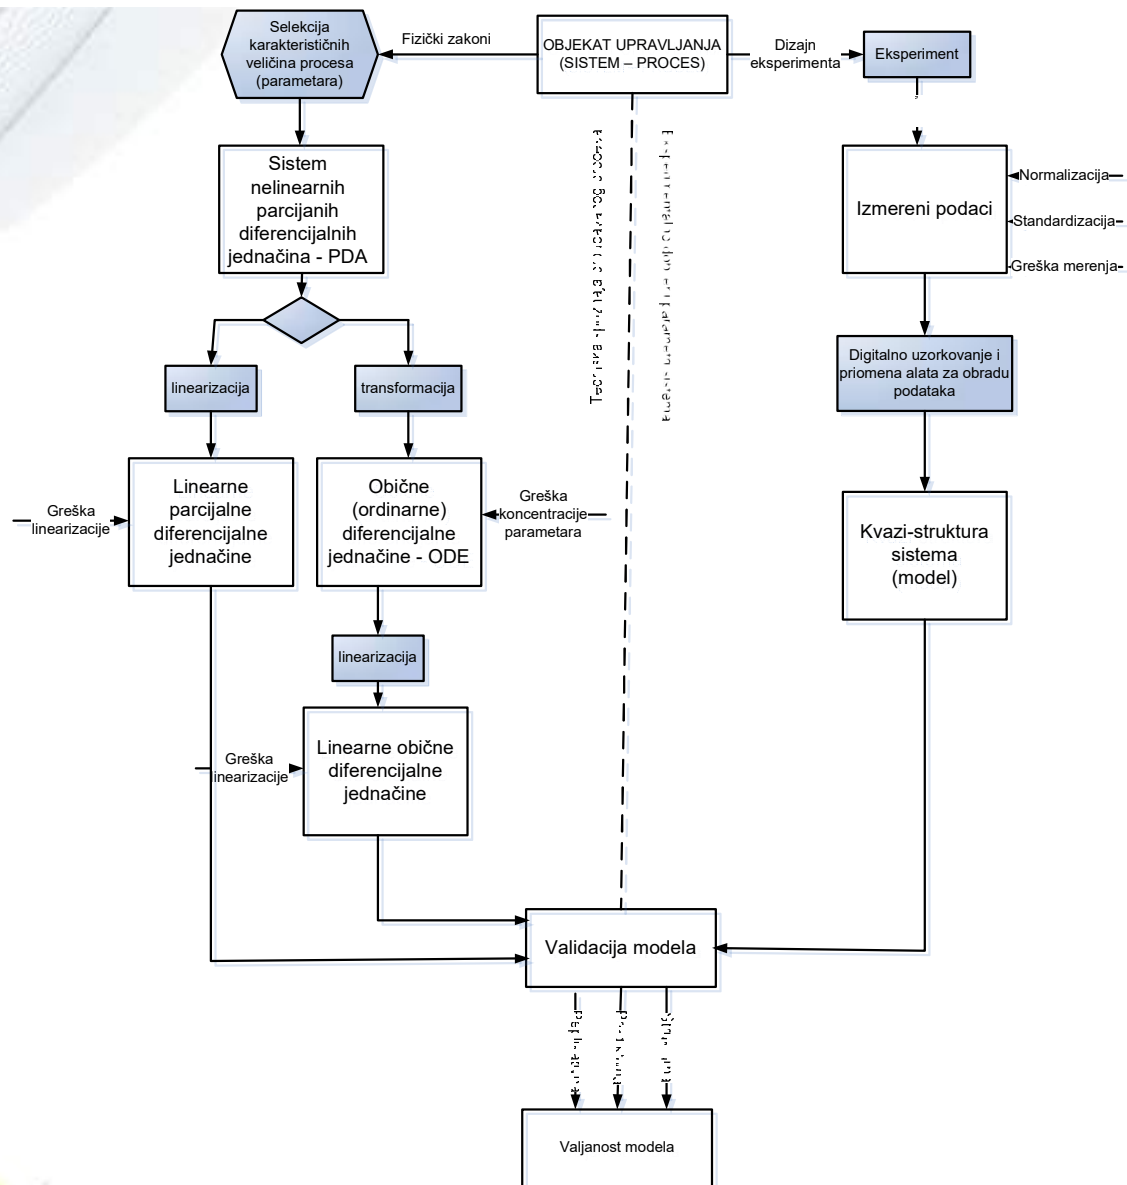 Selekcija
karakterističnih
veličina procesa
(parametara)
Fizički zakoni
OBJEKAT UPRAVLJANJA
(SISTEM – PROCES)
Dizajn
eksperimenta
Eksperiment
Sistem
nelinearnih
parcijanih
diferencijalnih
jednačina - PDA
Izmereni podaci
Normalizacija
Standardizacija
Greška merenja
linearizacija
transformacija
Digitalno uzorkovanje i
priomena alata za obradu
podataka
Greška
linearizacije
Linearne
parcijalne
diferencijalne
jednačine
Obične
(ordinarne)
diferencijalne
jednačine - ODE
Greška
koncentracije
parametara
Kvazi-struktura
sistema
(model)
linearizacija
Greška
linearizacije
Linearne obične
diferencijalne
jednačine
Validacija modela
Valjanost modela